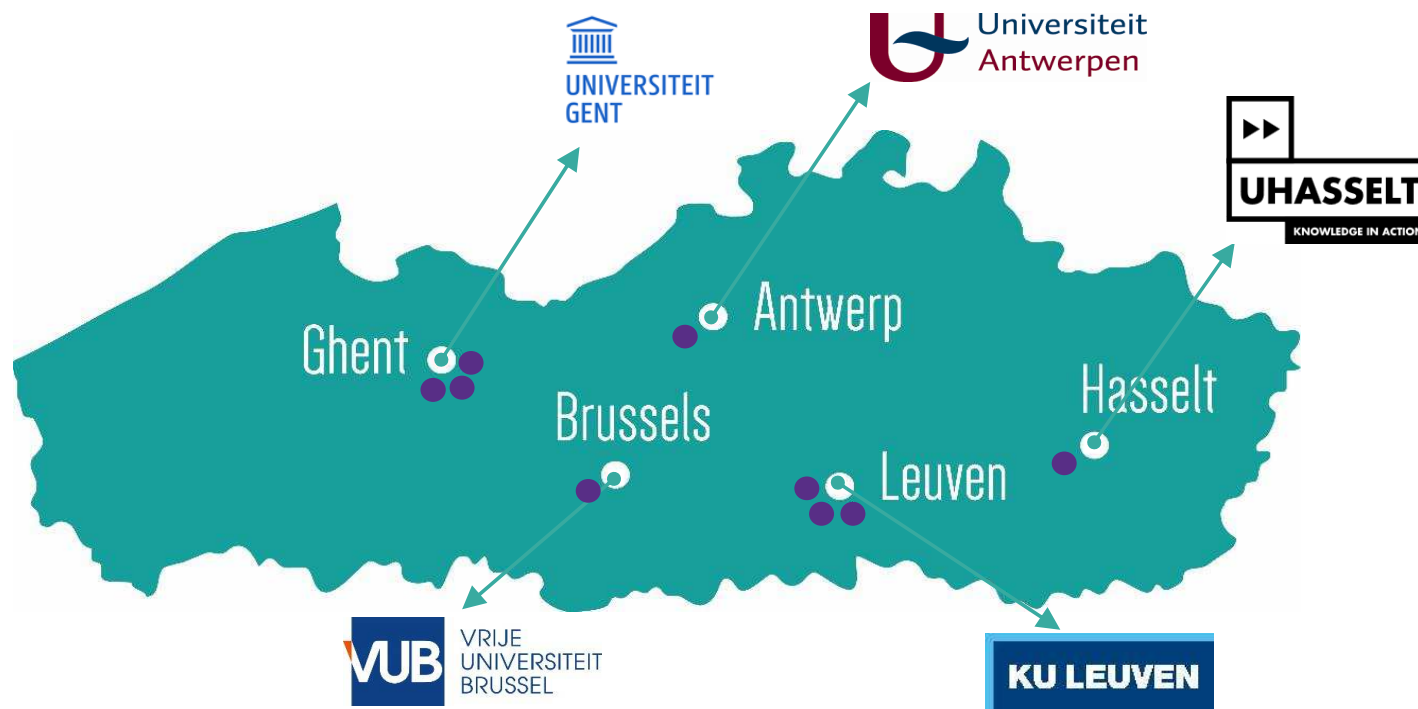 UNIVERSITEIT
GENT
Universiteit
Antwerpen
UHASSELT
KNOWLEDGE IN ACTION
Antwerp
Ghent
Hasselt
Brussels
Leuven
VUB
VRIJE
UNIVERSITEIT
BRUSSEL
KU LEUVEN